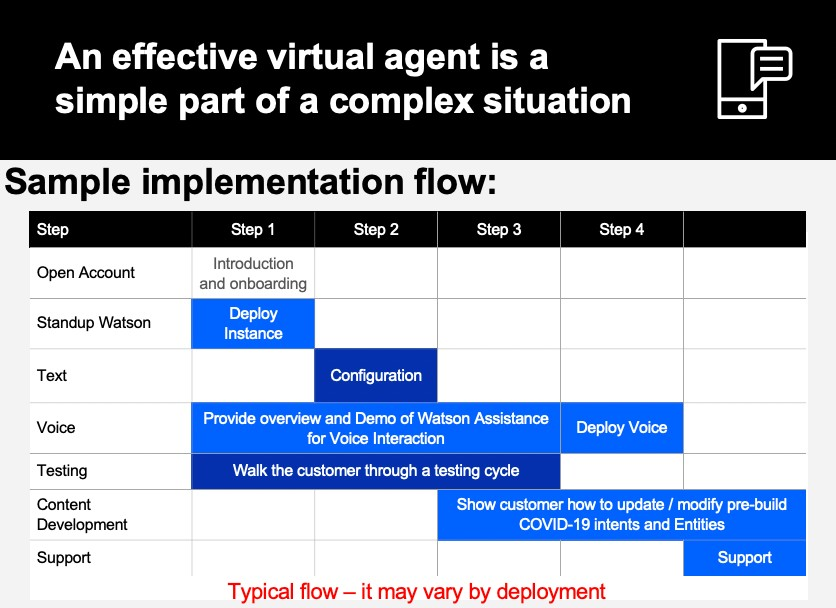 An effective virtual agent is a
simple part of a complex situation
Sample implementation flow:
Step Step 1 Step 2 Step 3 Step 4
Open Account
Introduction
and onboarding
Standup Watson
Deploy
Instance
Text
Configuration
Voice
Provide overview and Demo of Watson Assistance
for Voice Interaction
Deploy Voice
Testing
Walk the customer through a testing cycle
Content
Development
Show customer how to update / modify pre-build
COVID-19 intents and Entities
Support
Support
Typical flow – it may vary by deployment